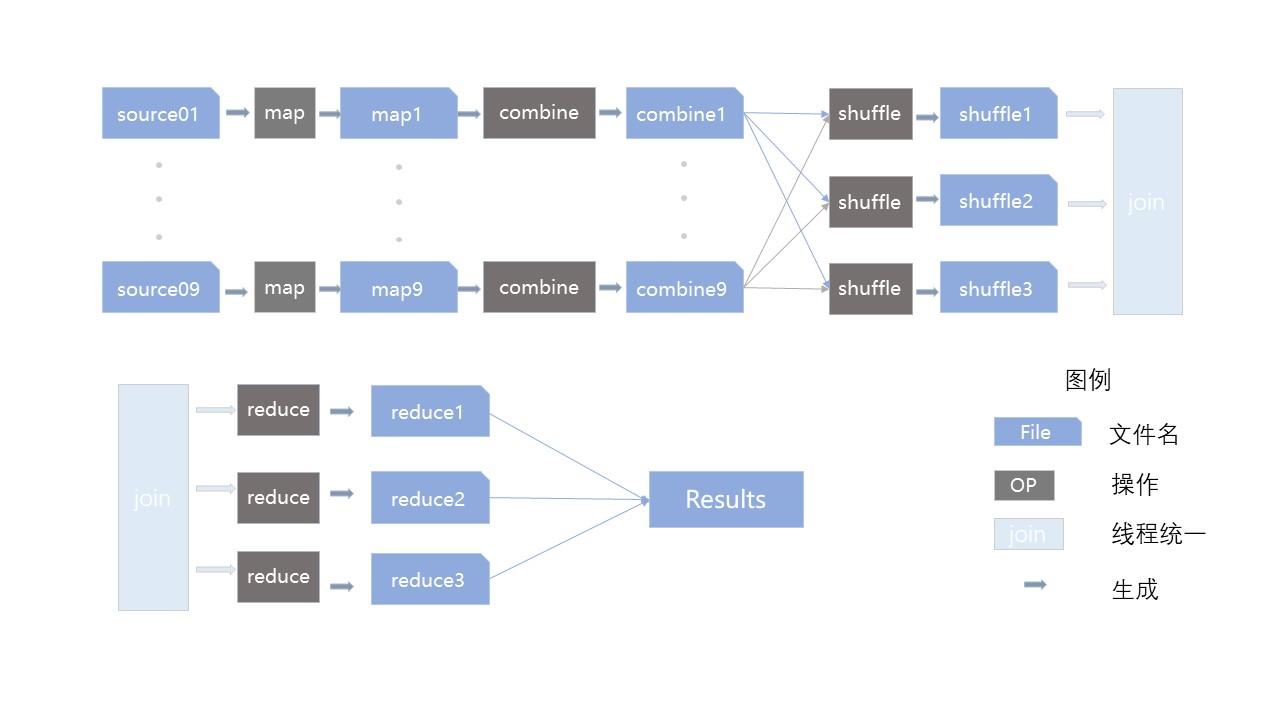 source01 map map1 combine combine1 shuffle shuffle1
shuffle shuffle2 join
source09 map map9 combine combine9 shuffle shuffle3
图例
reduce reduce1
File 文件名
join reduce reduce2 Results
OP 操作
join 线程统一
reduce reduce3
生成